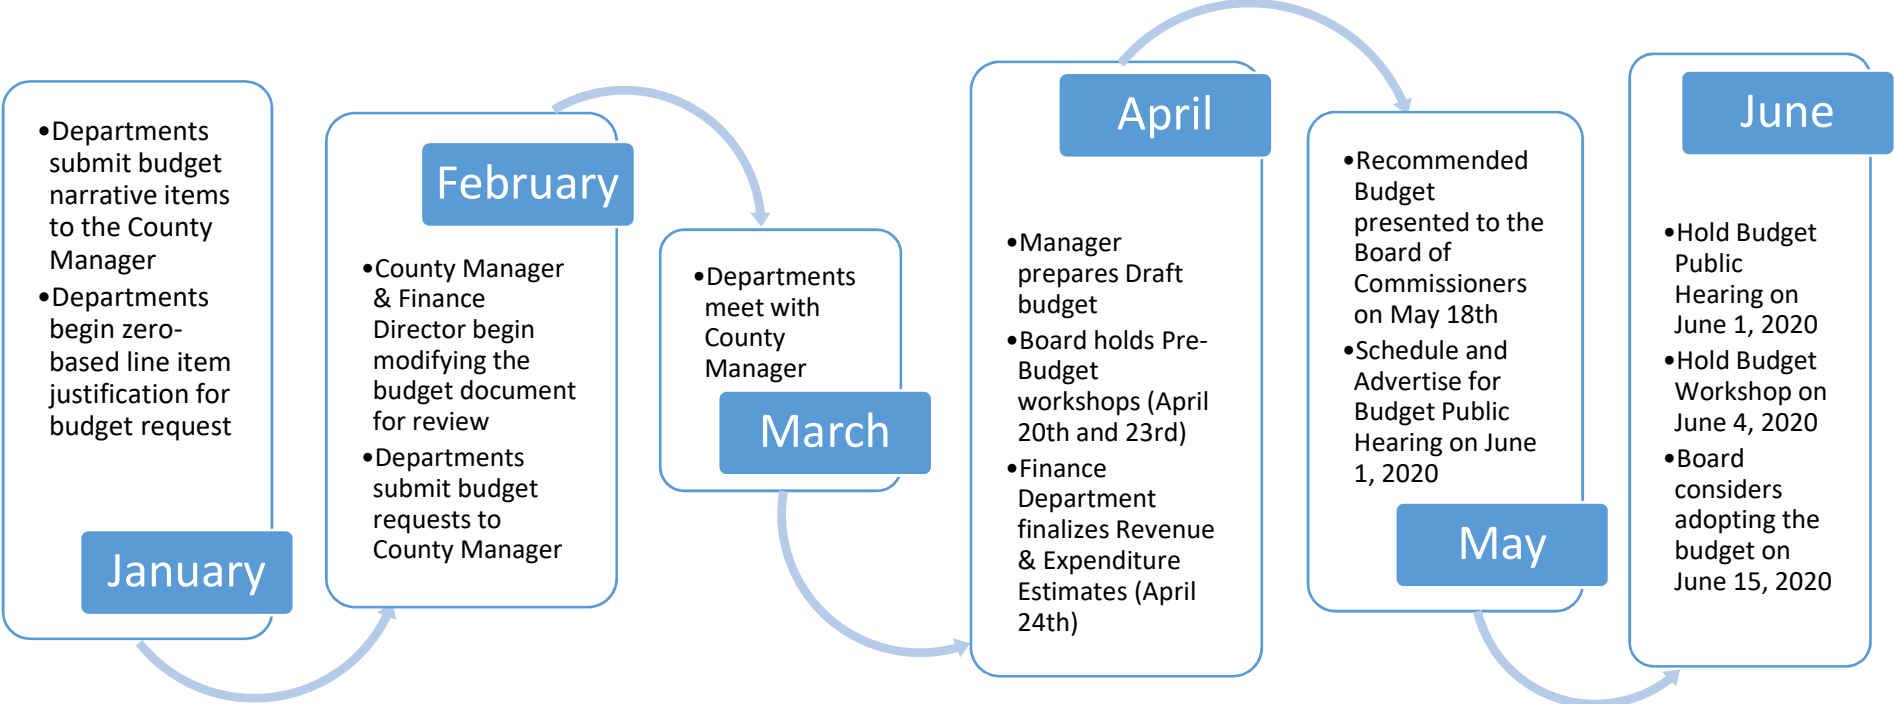 •Departments
submit budget
narrative items
to the County
Manager
•Departments
begin zero-
based line item
justification for
budget request
January
February
•County Manager
& Finance
Director begin
modifying the
budget document
for review
•Departments
submit budget
requests to
County Manager
•Departments
meet with
County
Manager
March
April
•Manager
prepares Draft
budget
•Board holds Pre-
Budget
workshops (April
20th and 23rd)
•Finance
Department
finalizes Revenue
& Expenditure
Estimates (April
24th)
•Recommended
Budget
presented to the
Board of
Commissioners
on May 18th
•Schedule and
Advertise for
Budget Public
Hearing on June
1, 2020
May
June
•Hold Budget
Public
Hearing on
June 1, 2020
•Hold Budget
Workshop on
June 4, 2020
•Board
considers
adopting the
budget on
June 15, 2020